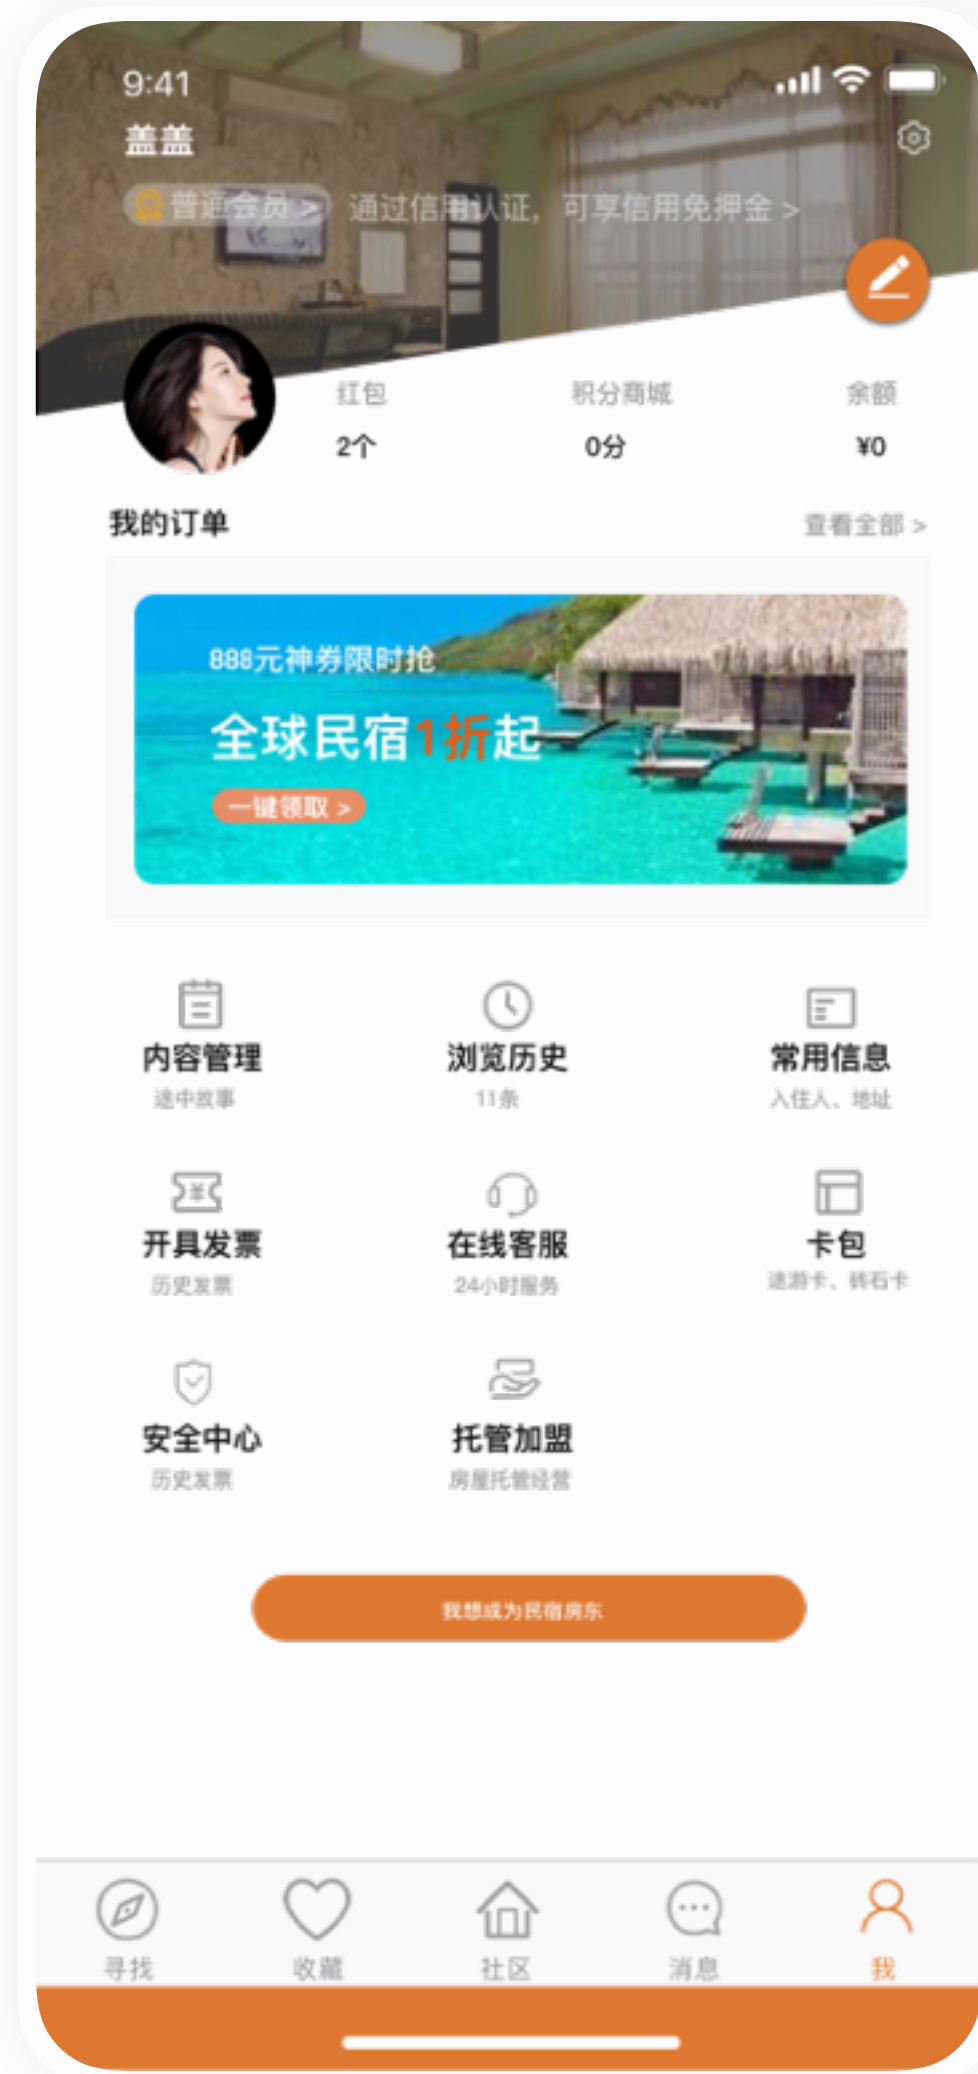 9:41
盖盖
普通会员 > 通过信用认证，可享信用免押金 >
红包 积分商城 余额
2个 0分 ¥0
我的订单 查看全部 >
888元神券限时抢
全球民宿1折起
一键领取 >
内容管理 浏览历史 常用信息
途中故事 11条 入住人、地址
开具发票 在线客服 卡包
历史发票 24小时服务 途游卡、砖石卡
安全中心 托管加盟
历史发票 房屋托管经营
我想成为民宿房东
寻找 收藏 社区 消息 我